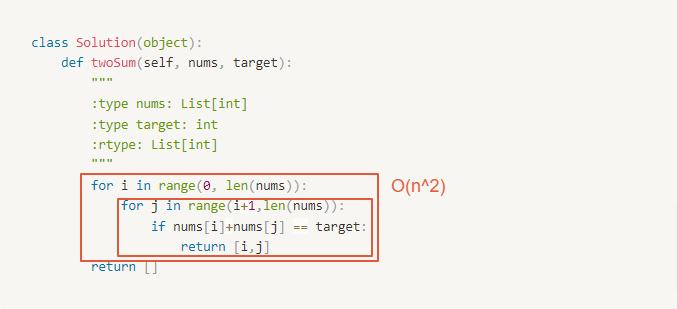 class Solution(object):
    def twoSum(self, nums, target):
        """
        :type nums: List[int]
        :type target: int
        :rtype: List[int]
        """
        for i in range(0, len(nums)):
            for j in range(i+1,len(nums)):
                if nums[i]+nums[j] == target:
                    return [i,j]
        return []
O(n^2)